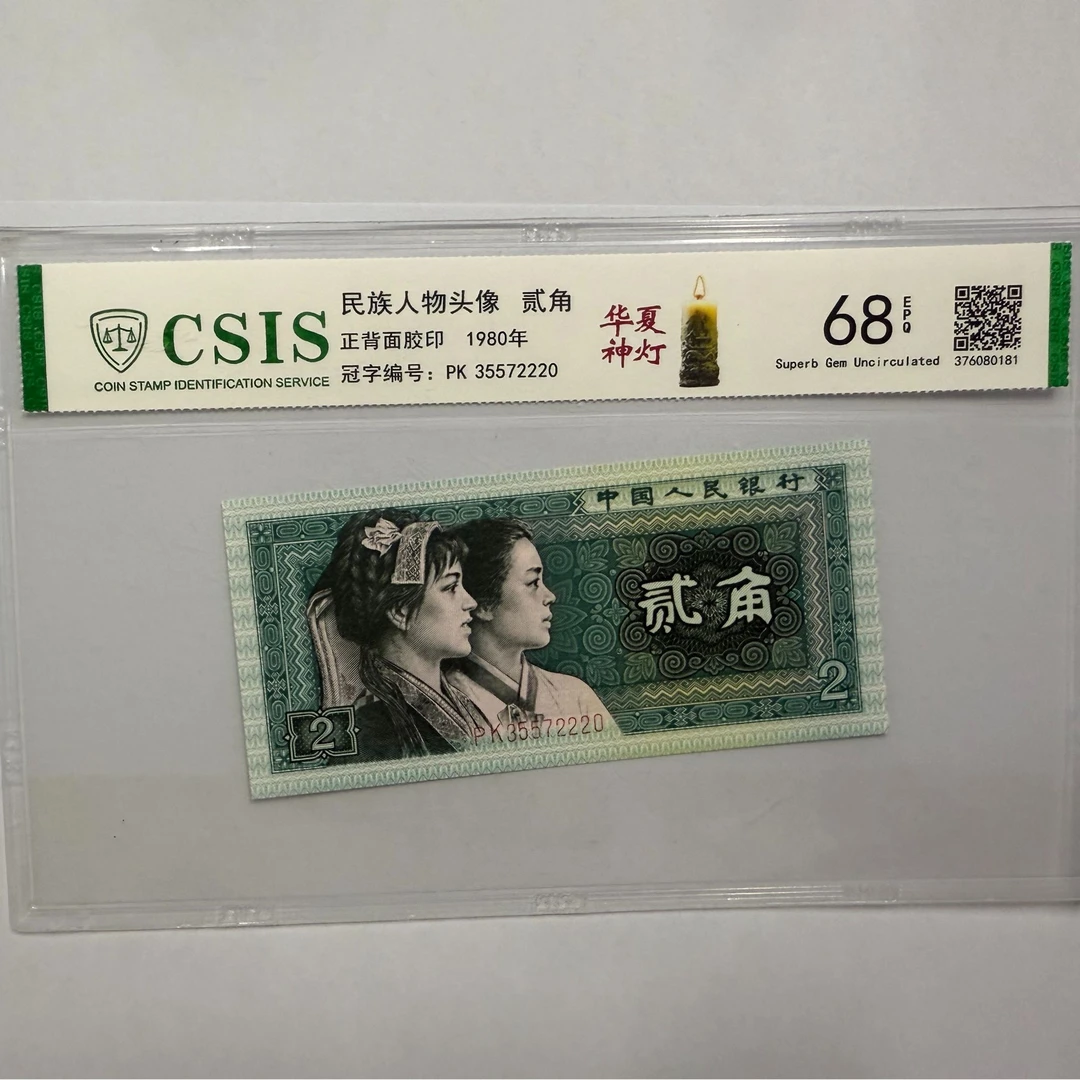 CSIS
COIN STAMP IDENTIFICATION SERVICE
民族人物头像 贰角
正背面胶印 1980年
冠字编号：PK 35572220
华夏
神灯
68
EPQ
Superb Gem Uncirculated
376080181
中国人民银行
贰角
2
2
PK35572220